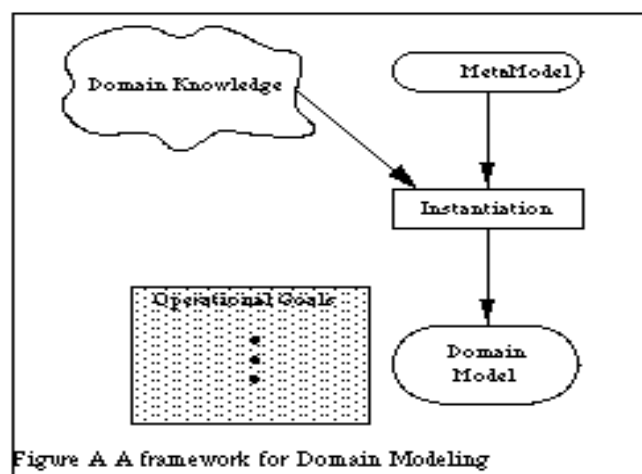 Domain Knowledge
MetaModel
Instantiation
Operational Goals
Domain
Model
Figure A A framework for Domain Modeling